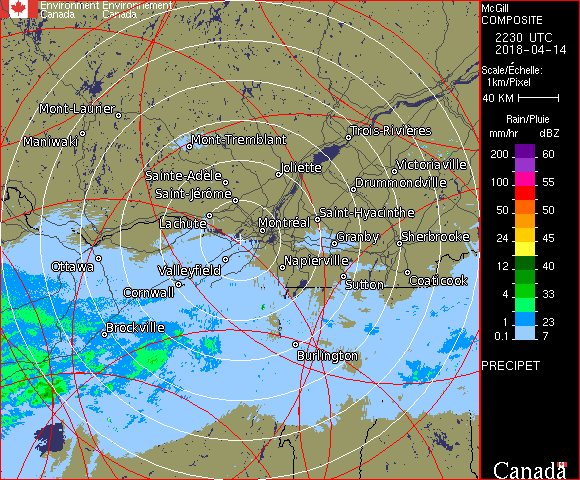 Environment Environnement
Canada Canada
McGill
COMPOSITE
2230 UTC
2018-04-14
Scale/Échelle:
1km/Pixel
40 KM
Rain/Pluie
mm/hr dBZ
200 60
150 57
100 55
50 50
24 45
12 40
4 33
1 23
0.1 7
PRECIPET
Canada
Mont-Laurier
Maniwaki
Mont-Tremblant
Trois-Rivières
Joliette
Victoriaville
Sainte-Adèle
Drummondville
Saint-Jérôme
Saint-Hyacinthe
Lachute
Montréal
Granby
Sherbrooke
Ottawa
Valleyfield
Napierville
Cornwall
Sutton
Coaticook
Brockville
Burlington